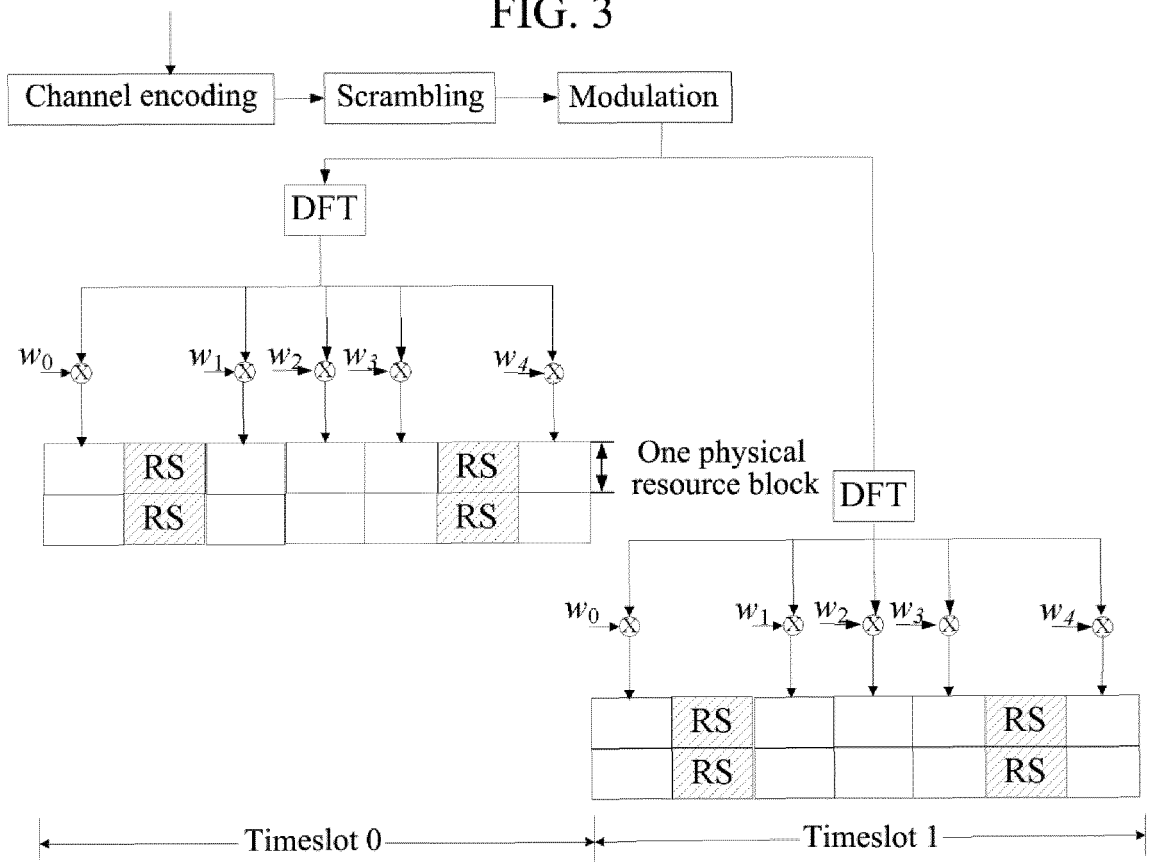 FIG. 3
Channel encoding
Scrambling
Modulation
DFT
w0
w1
w2
w3
w4
X
X
X
X
X
RS
RS
RS
RS
One physical
resource block
DFT
w0
w1
w2
w3
w4
X
X
X
X
X
RS
RS
RS
RS
Timeslot 0
Timeslot 1